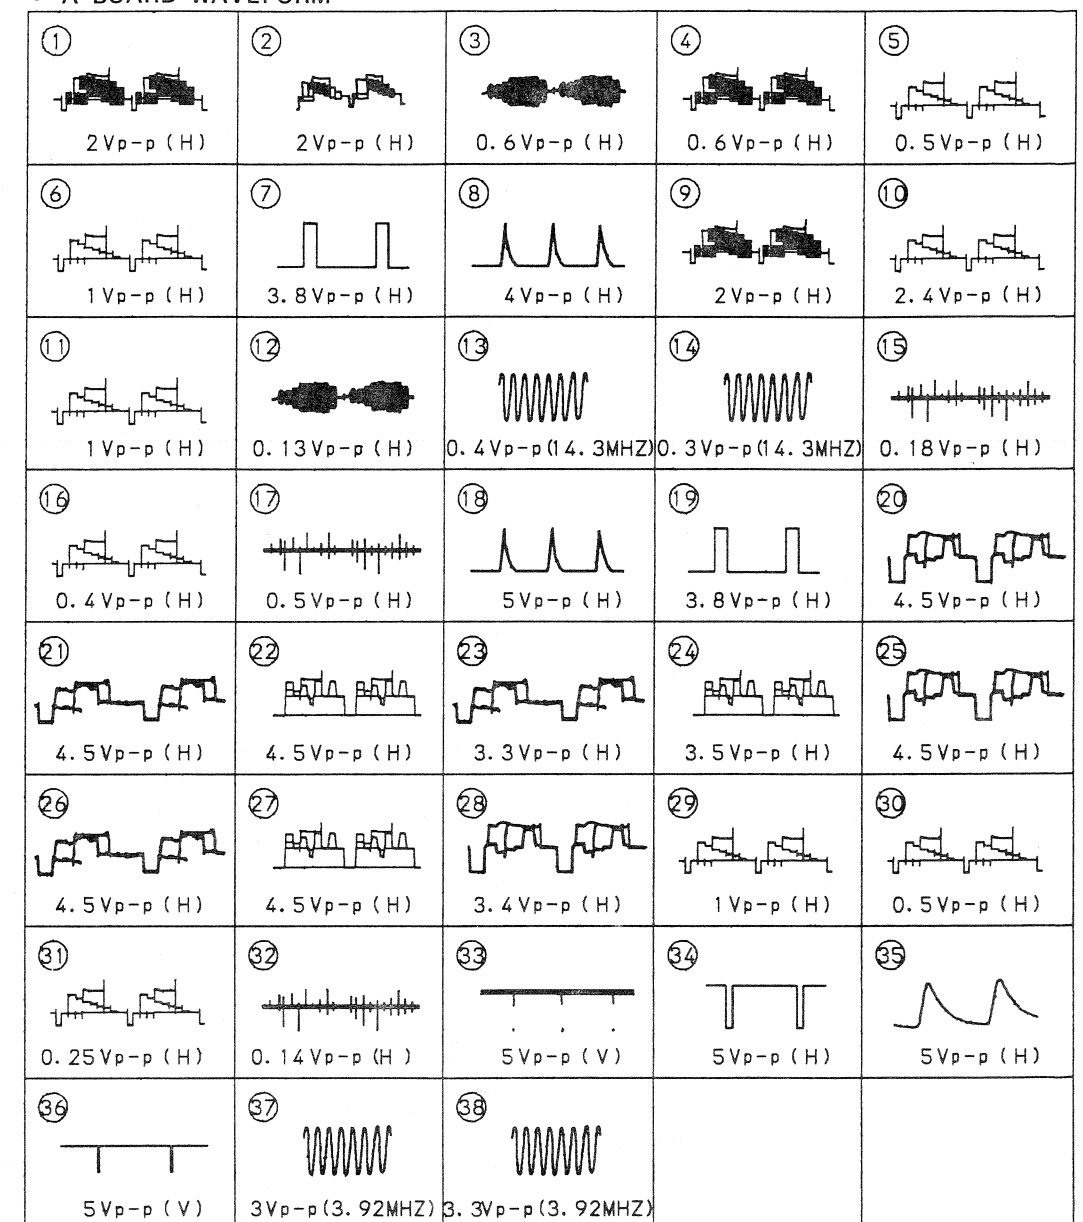 A BOARD WAVEFORM
1 2 3 4 5
2Vp-p (H) 2Vp-p (H) 0.6Vp-p (H) 0.6Vp-p (H) 0.5Vp-p (H)
6 7 8 9 10
1Vp-p (H) 3.8Vp-p (H) 4Vp-p (H) 2Vp-p (H) 2.4Vp-p (H)
11 12 13 14 15
1Vp-p (H) 0.13Vp-p (H) 0.4Vp-p(14.3MHZ) 0.3Vp-p(14.3MHZ) 0.18Vp-p (H)
16 17 18 19 20
0.4Vp-p (H) 0.5Vp-p (H) 5Vp-p (H) 3.8Vp-p (H) 4.5Vp-p (H)
21 22 23 24 25
4.5Vp-p (H) 4.5Vp-p (H) 3.3Vp-p (H) 3.5Vp-p (H) 4.5Vp-p (H)
26 27 28 29 30
4.5Vp-p (H) 4.5Vp-p (H) 3.4Vp-p (H) 1Vp-p (H) 0.5Vp-p (H)
31 32 33 34 35
0.25Vp-p (H) 0.14Vp-p (H) 5Vp-p (V) 5Vp-p (H) 5Vp-p (H)
36 37 38
5Vp-p (V) 3Vp-p(3.92MHZ) 3.3Vp-p(3.92MHZ)